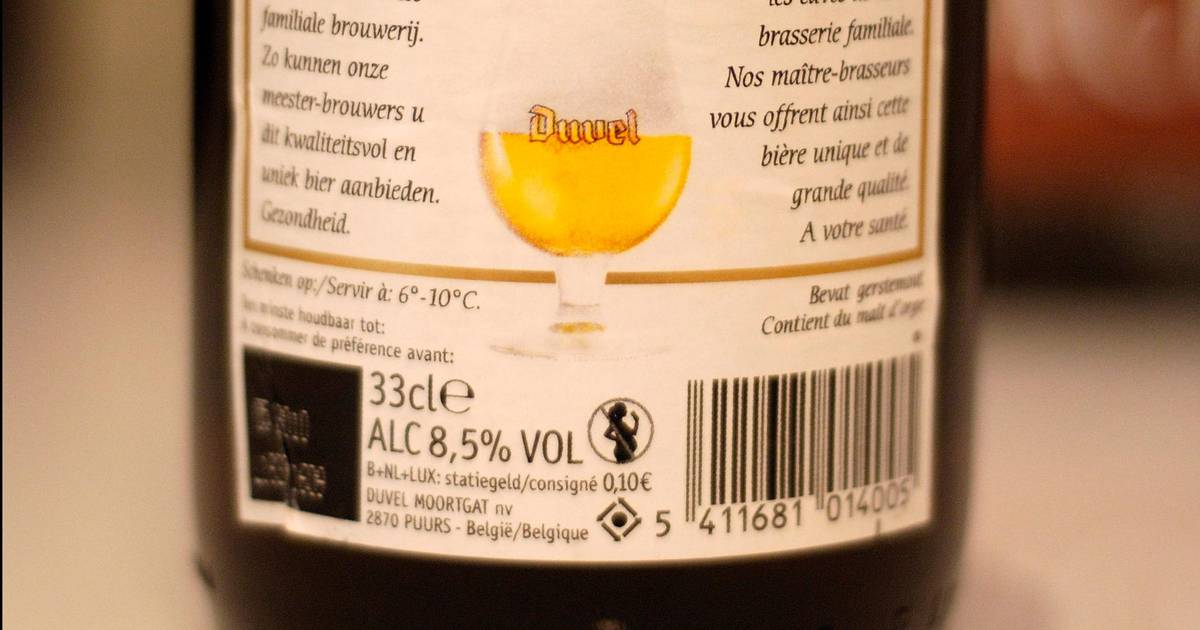 familiale brouwerij.
Zo kunnen onze
meester-brouwers u
dit kwaliteitsvol en
uniek bier aanbieden.
Gezondheid.
Duvel
brasserie familiale.
Nos maître-brasseurs
vous offrent ainsi cette
bière unique et de
grande qualité.
A votre santé.
Schenken op:/Servir à: 6°-10°C.
minste houdbaar tot:
A consommer de préférence avant:
Bevat gerstemout
Contient du malt d'orge
33cl℮
ALC 8,5% VOL
B+NL+LUX: statiegeld/consigné 0,10€
DUVEL MOORTGAT nv
2870 PUURS - België/Belgique
5 411681 014005